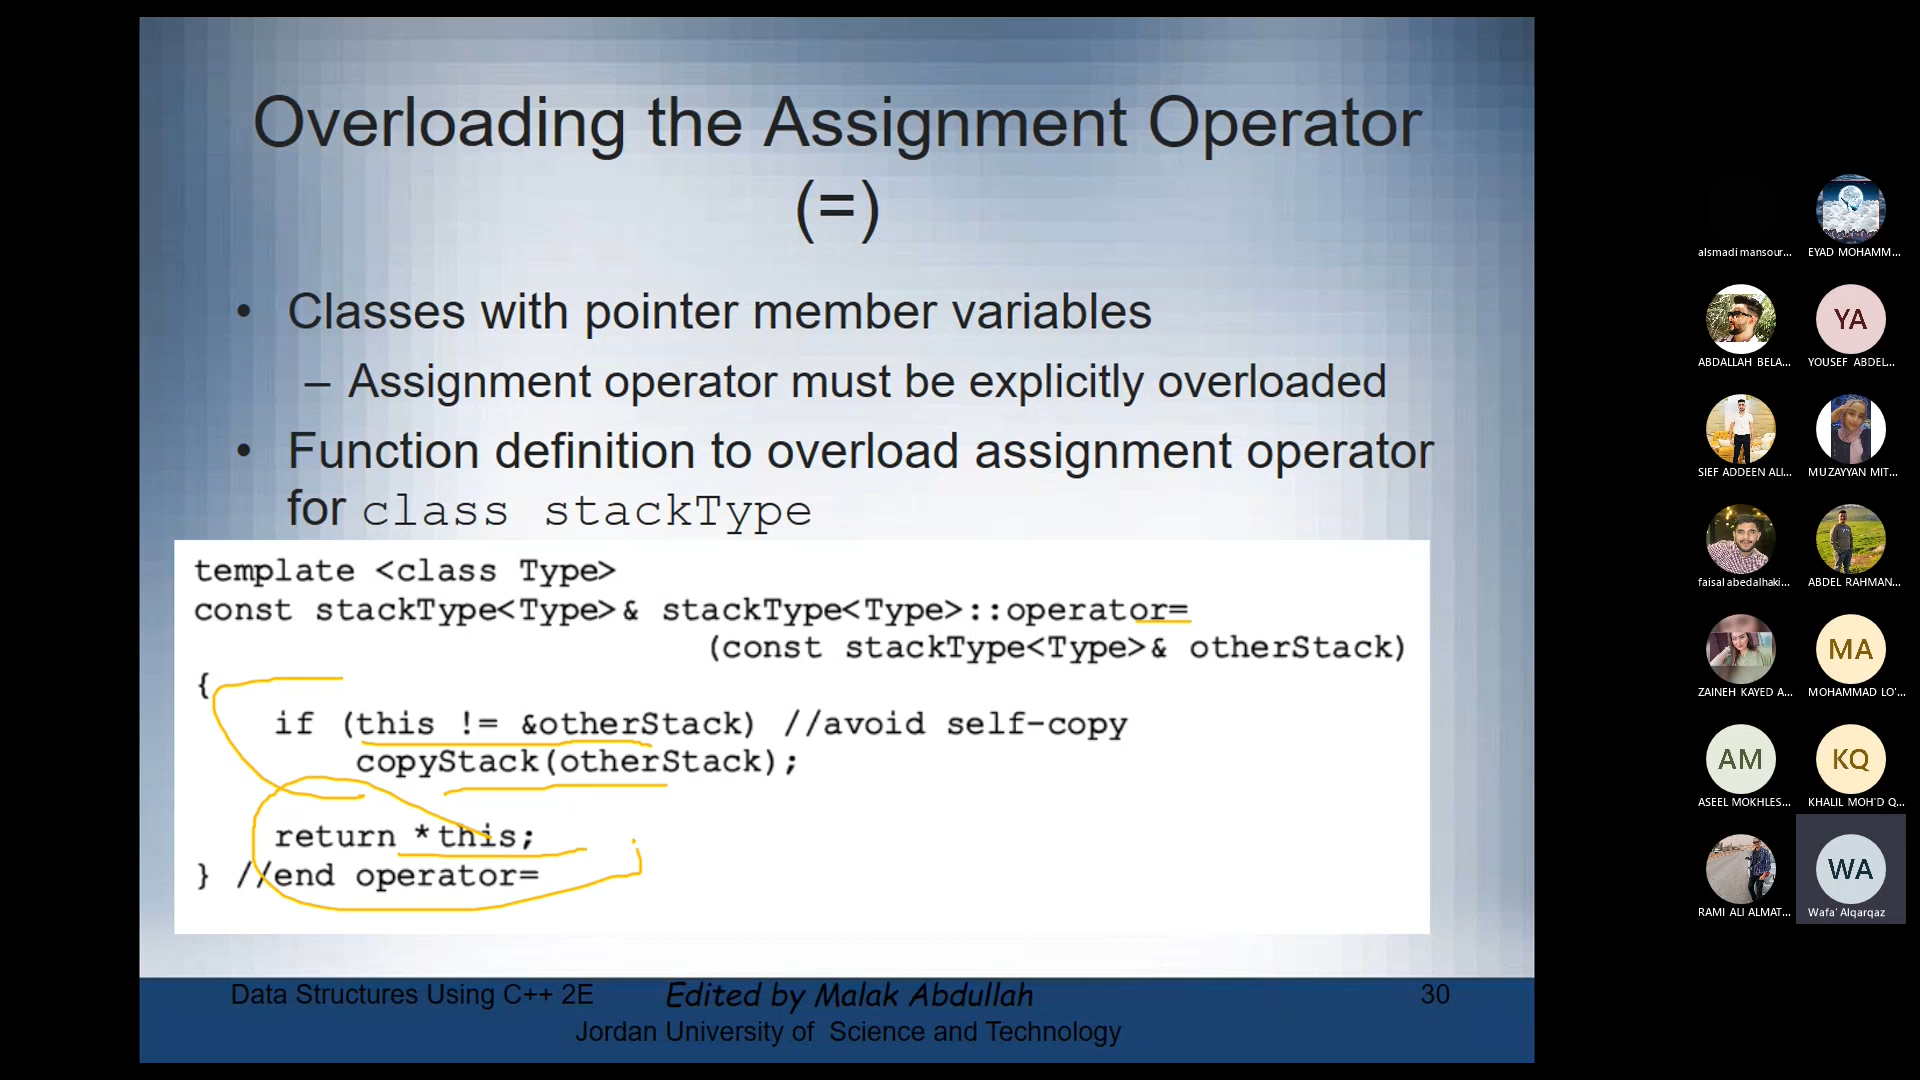 Overloading the Assignment Operator
(=)
• Classes with pointer member variables
– Assignment operator must be explicitly overloaded
• Function definition to overload assignment operator
for class stackType
template <class Type>
const stackType<Type>& stackType<Type>::operator=
(const stackType<Type>& otherStack)
{
if (this != &otherStack) //avoid self-copy
copyStack(otherStack);
return *this;
} //end operator=
Data Structures Using C++ 2E
Edited by Malak Abdullah
30
Jordan University of Science and Technology
alsmadi mansour...
EYAD MOHAMM...
YA
ABDALLAH BELA...
YOUSEF ABDEL...
SIEF ADDEEN ALI...
MUZAYYAN MIT...
faisal abedalhaki...
ABDEL RAHMAN...
MA
ZAINEH KAYED A...
MOHAMMAD LO'...
AM
KQ
ASEEL MOKHLES...
KHALIL MOH'D Q...
WA
RAMI ALI ALMAT...
Wafa' Alqarqaz